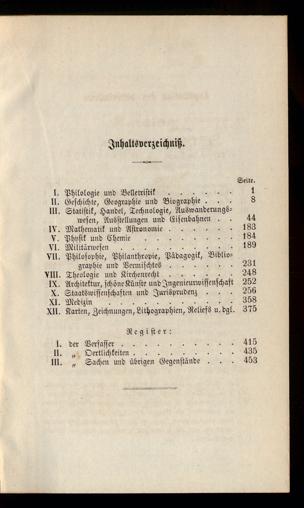 Inhaltsverzeichniß.
Seite.
I. Philologie und Belletristik . . . . . . 1
II. Geschichte, Geographie und Biographie . . . 8
III. Statistik, Handel, Technologie, Auswanderungs-
wesen, Ausstellungen und Eisenbahnen . . 44
IV. Mathematik und Astronomie . . . . . . 183
V. Physik und Chemie . . . . . . . . 184
VI. Militärwesen . . . . . . . . . 189
VII. Philosophie, Philanthropie, Pädagogik, Biblio-
graphie und Vermischtes . . . . . . 231
VIII. Theologie und Kirchenrecht . . . . . . 248
IX. Architektur, schöne Künste und Ingenieurwissenschaft 252
X. Staatswissenschaften und Jurisprudenz . . . 256
XI. Medizin . . . . . . . . . . 358
XII. Karten, Zeichnungen, Lithographien, Reliefs u. dgl. 375
Register:
I. der Verfasser . . . . . . . . . 415
II. „ Oertlichkeiten . . . . . . . . 435
III. „ Sachen und übrigen Gegenstände . . . 453